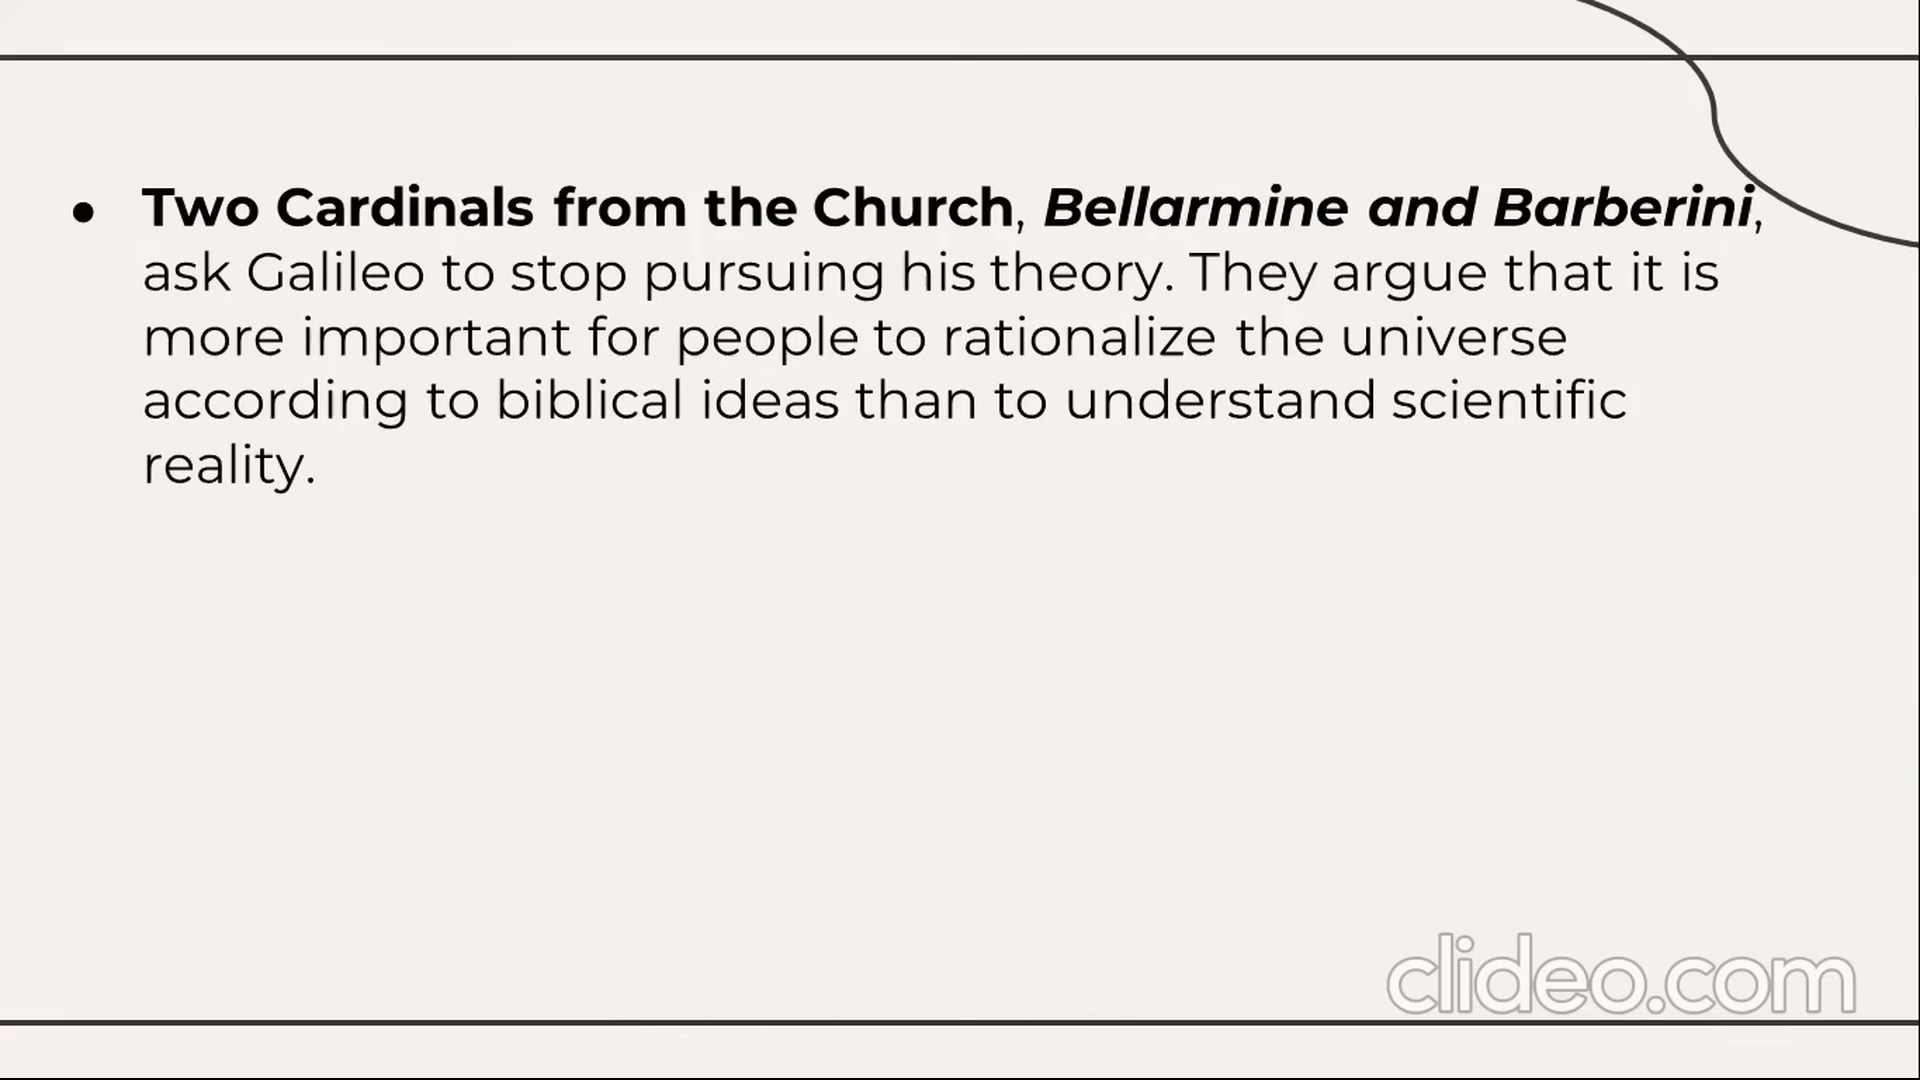 ● Two Cardinals from the Church, Bellarmine and Barberini,
ask Galileo to stop pursuing his theory. They argue that it is
more important for people to rationalize the universe
according to biblical ideas than to understand scientific
reality.
clideo.com